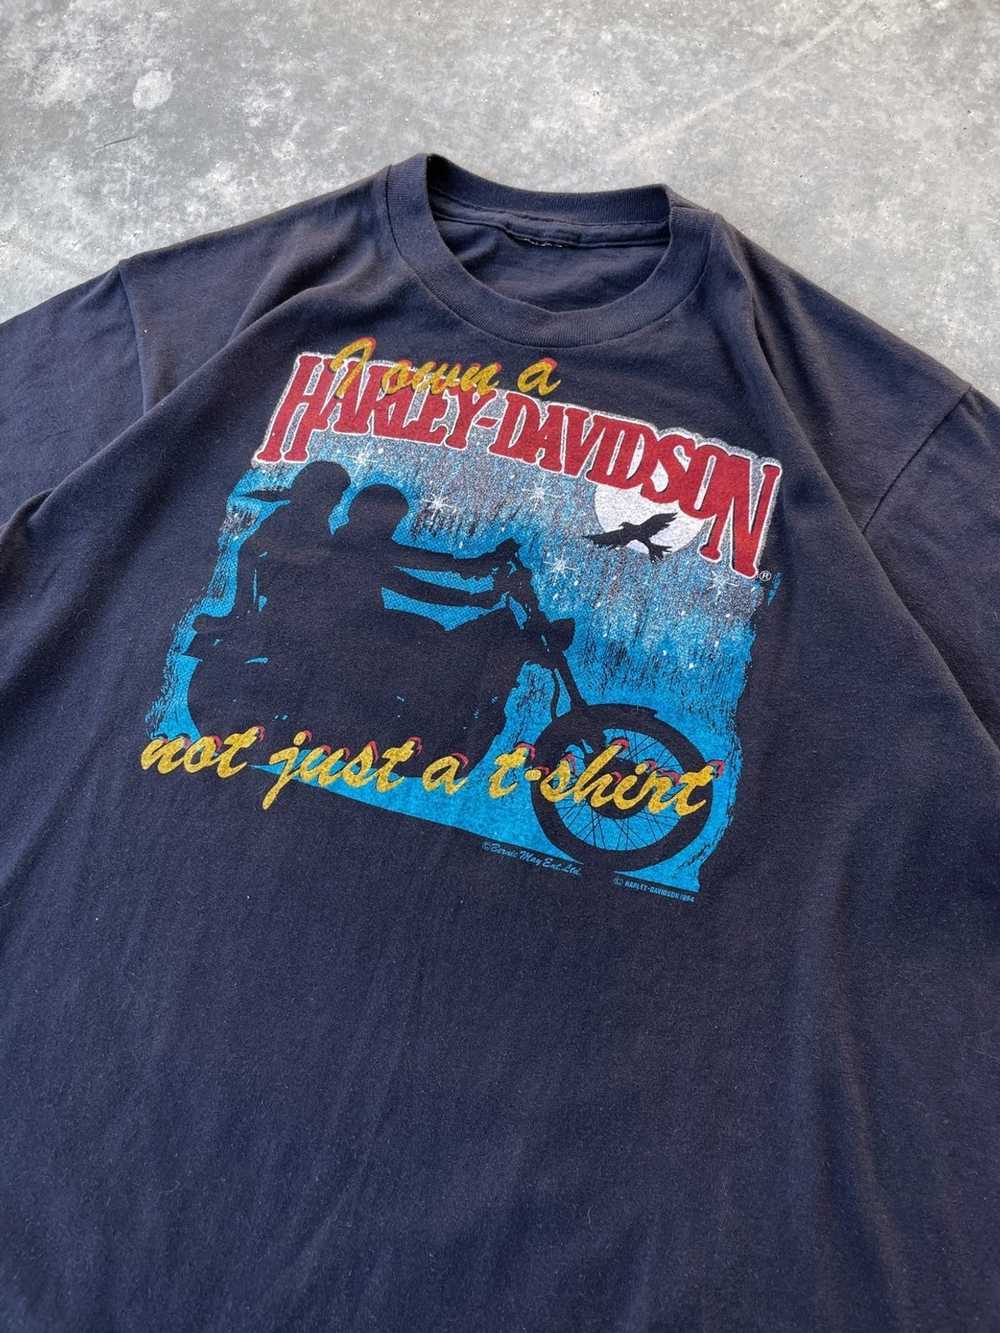 I own a
HARLEY-DAVIDSON
®
not just a t-shirt
© Bernie May Ent. Ltd.
© HARLEY-DAVIDSON 1984